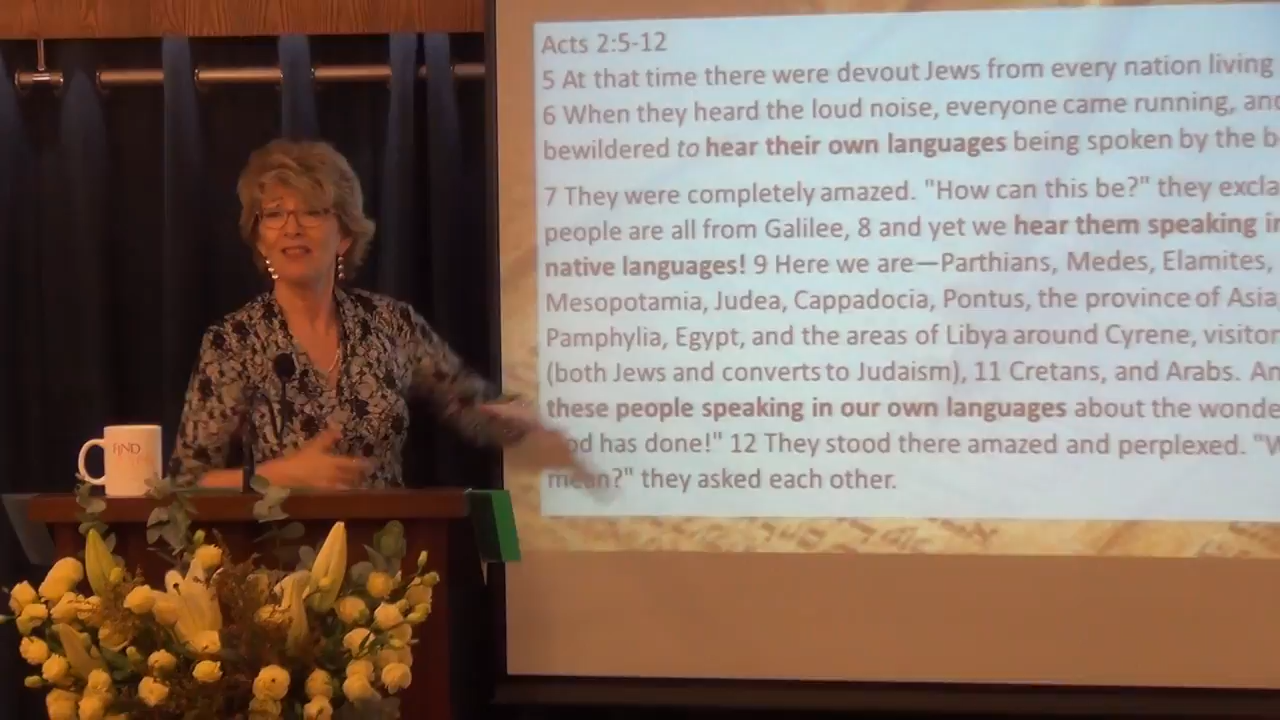 Acts 2:5-12
5 At that time there were devout Jews from every nation living
6 When they heard the loud noise, everyone came running, and
bewildered to hear their own languages being spoken by the b
7 They were completely amazed. "How can this be?" they excla
people are all from Galilee, 8 and yet we hear them speaking in
native languages! 9 Here we are—Parthians, Medes, Elamites,
Mesopotamia, Judea, Cappadocia, Pontus, the province of Asia
Pamphylia, Egypt, and the areas of Libya around Cyrene, visitor
(both Jews and converts to Judaism), 11 Cretans, and Arabs. An
these people speaking in our own languages about the wonde
od has done!" 12 They stood there amazed and perplexed. "W
mean?" they asked each other.